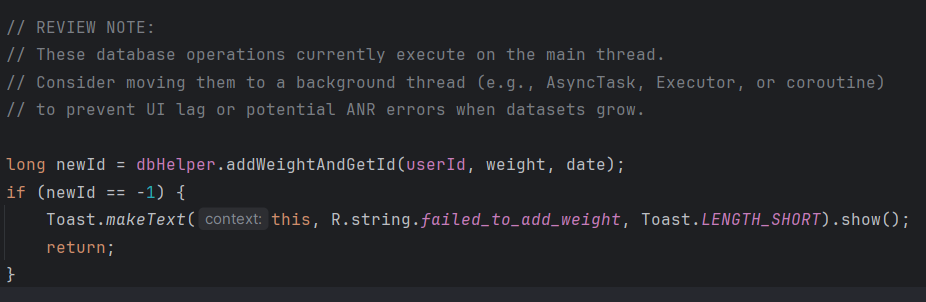 // REVIEW NOTE:
// These database operations currently execute on the main thread.
// Consider moving them to a background thread (e.g., AsyncTask, Executor, or coroutine)
// to prevent UI lag or potential ANR errors when datasets grow.
long newId = dbHelper.addWeightAndGetId(userId, weight, date);
if (newId == -1) {
Toast.makeText( context: this, R.string.failed_to_add_weight, Toast.LENGTH_SHORT).show();
return;
}